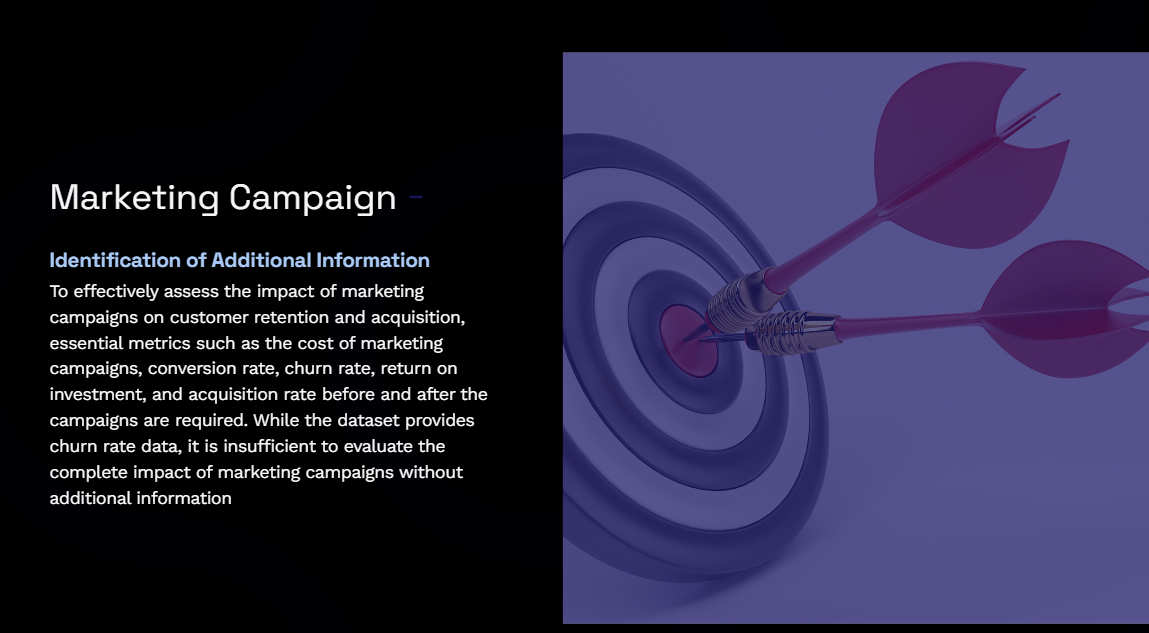 Marketing Campaign -
Identification of Additional Information
To effectively assess the impact of marketing
campaigns on customer retention and acquisition,
essential metrics such as the cost of marketing
campaigns, conversion rate, churn rate, return on
investment, and acquisition rate before and after the
campaigns are required. While the dataset provides
churn rate data, it is insufficient to evaluate the
complete impact of marketing campaigns without
additional information